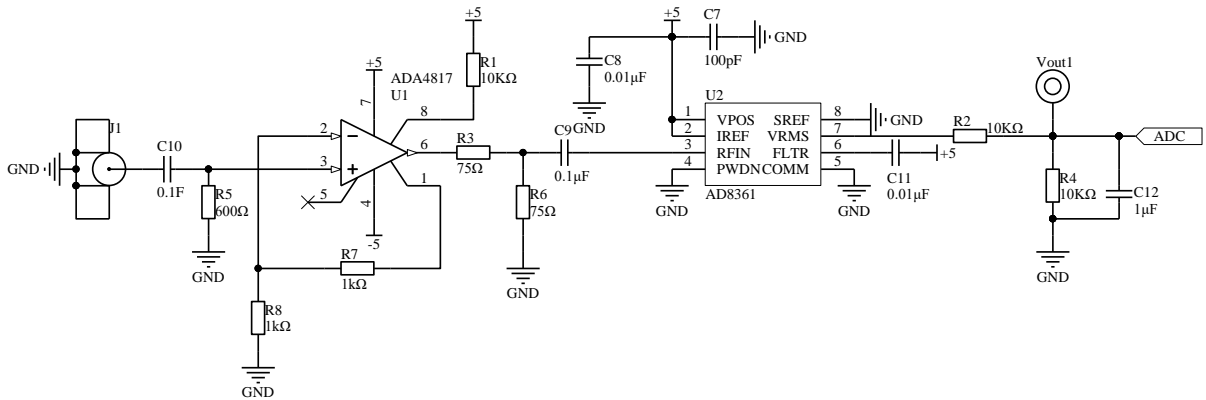 +5
+5
C7
GND
100pF
C8
0.01μF
GND
R1
10KΩ
ADA4817
U1
+5
7
8
2
6
3
1
5
4
-5
J1
GND
C10
0.1F
R5
600Ω
GND
R7
1kΩ
R8
1kΩ
GND
R3
75Ω
R6
75Ω
GND
C9
0.1μF
U2
1 VPOS SREF 8
2 IREF VRMS 7
3 RFIN FLTR 6
4 PWDN COMM 5
AD8361
GND
GND
GND
C11
0.01μF
+5
R2
10KΩ
Vout1
ADC
R4
10KΩ
C12
1μF
GND